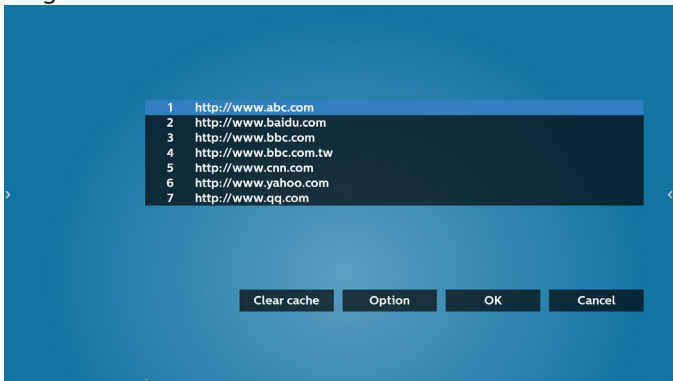 1 http://www.abc.com
2 http://www.baidu.com
3 http://www.bbc.com
4 http://www.bbc.com.tw
5 http://www.cnn.com
6 http://www.yahoo.com
7 http://www.qq.com
Clear cache Option OK Cancel